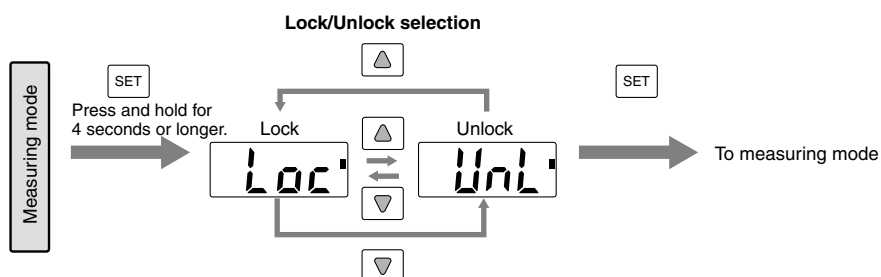 Lock/Unlock selection
Measuring mode
SET
Press and hold for
4 seconds or longer.
Lock
Loc
Unlock
UnL
SET
To measuring mode